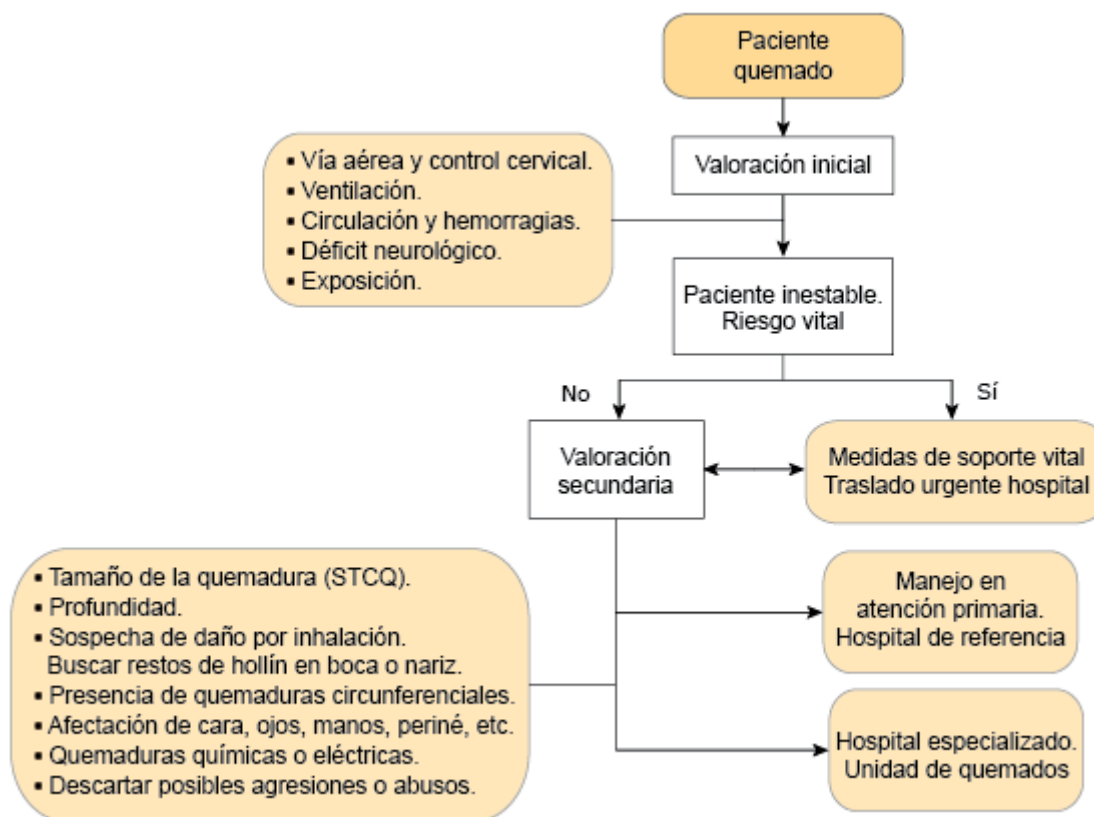 Paciente
quemado
Valoración inicial
▪ Vía aérea y control cervical.
▪ Ventilación.
▪ Circulación y hemorragias.
▪ Déficit neurológico.
▪ Exposición.
Paciente inestable.
Riesgo vital
No
Sí
Valoración
secundaria
Medidas de soporte vital
Traslado urgente hospital
▪ Tamaño de la quemadura (STCQ).
▪ Profundidad.
▪ Sospecha de daño por inhalación.
Buscar restos de hollín en boca o nariz.
▪ Presencia de quemaduras circunferenciales.
▪ Afectación de cara, ojos, manos, periné, etc.
▪ Quemaduras químicas o eléctricas.
▪ Descartar posibles agresiones o abusos.
Manejo en
atención primaria.
Hospital de referencia
Hospital especializado.
Unidad de quemados